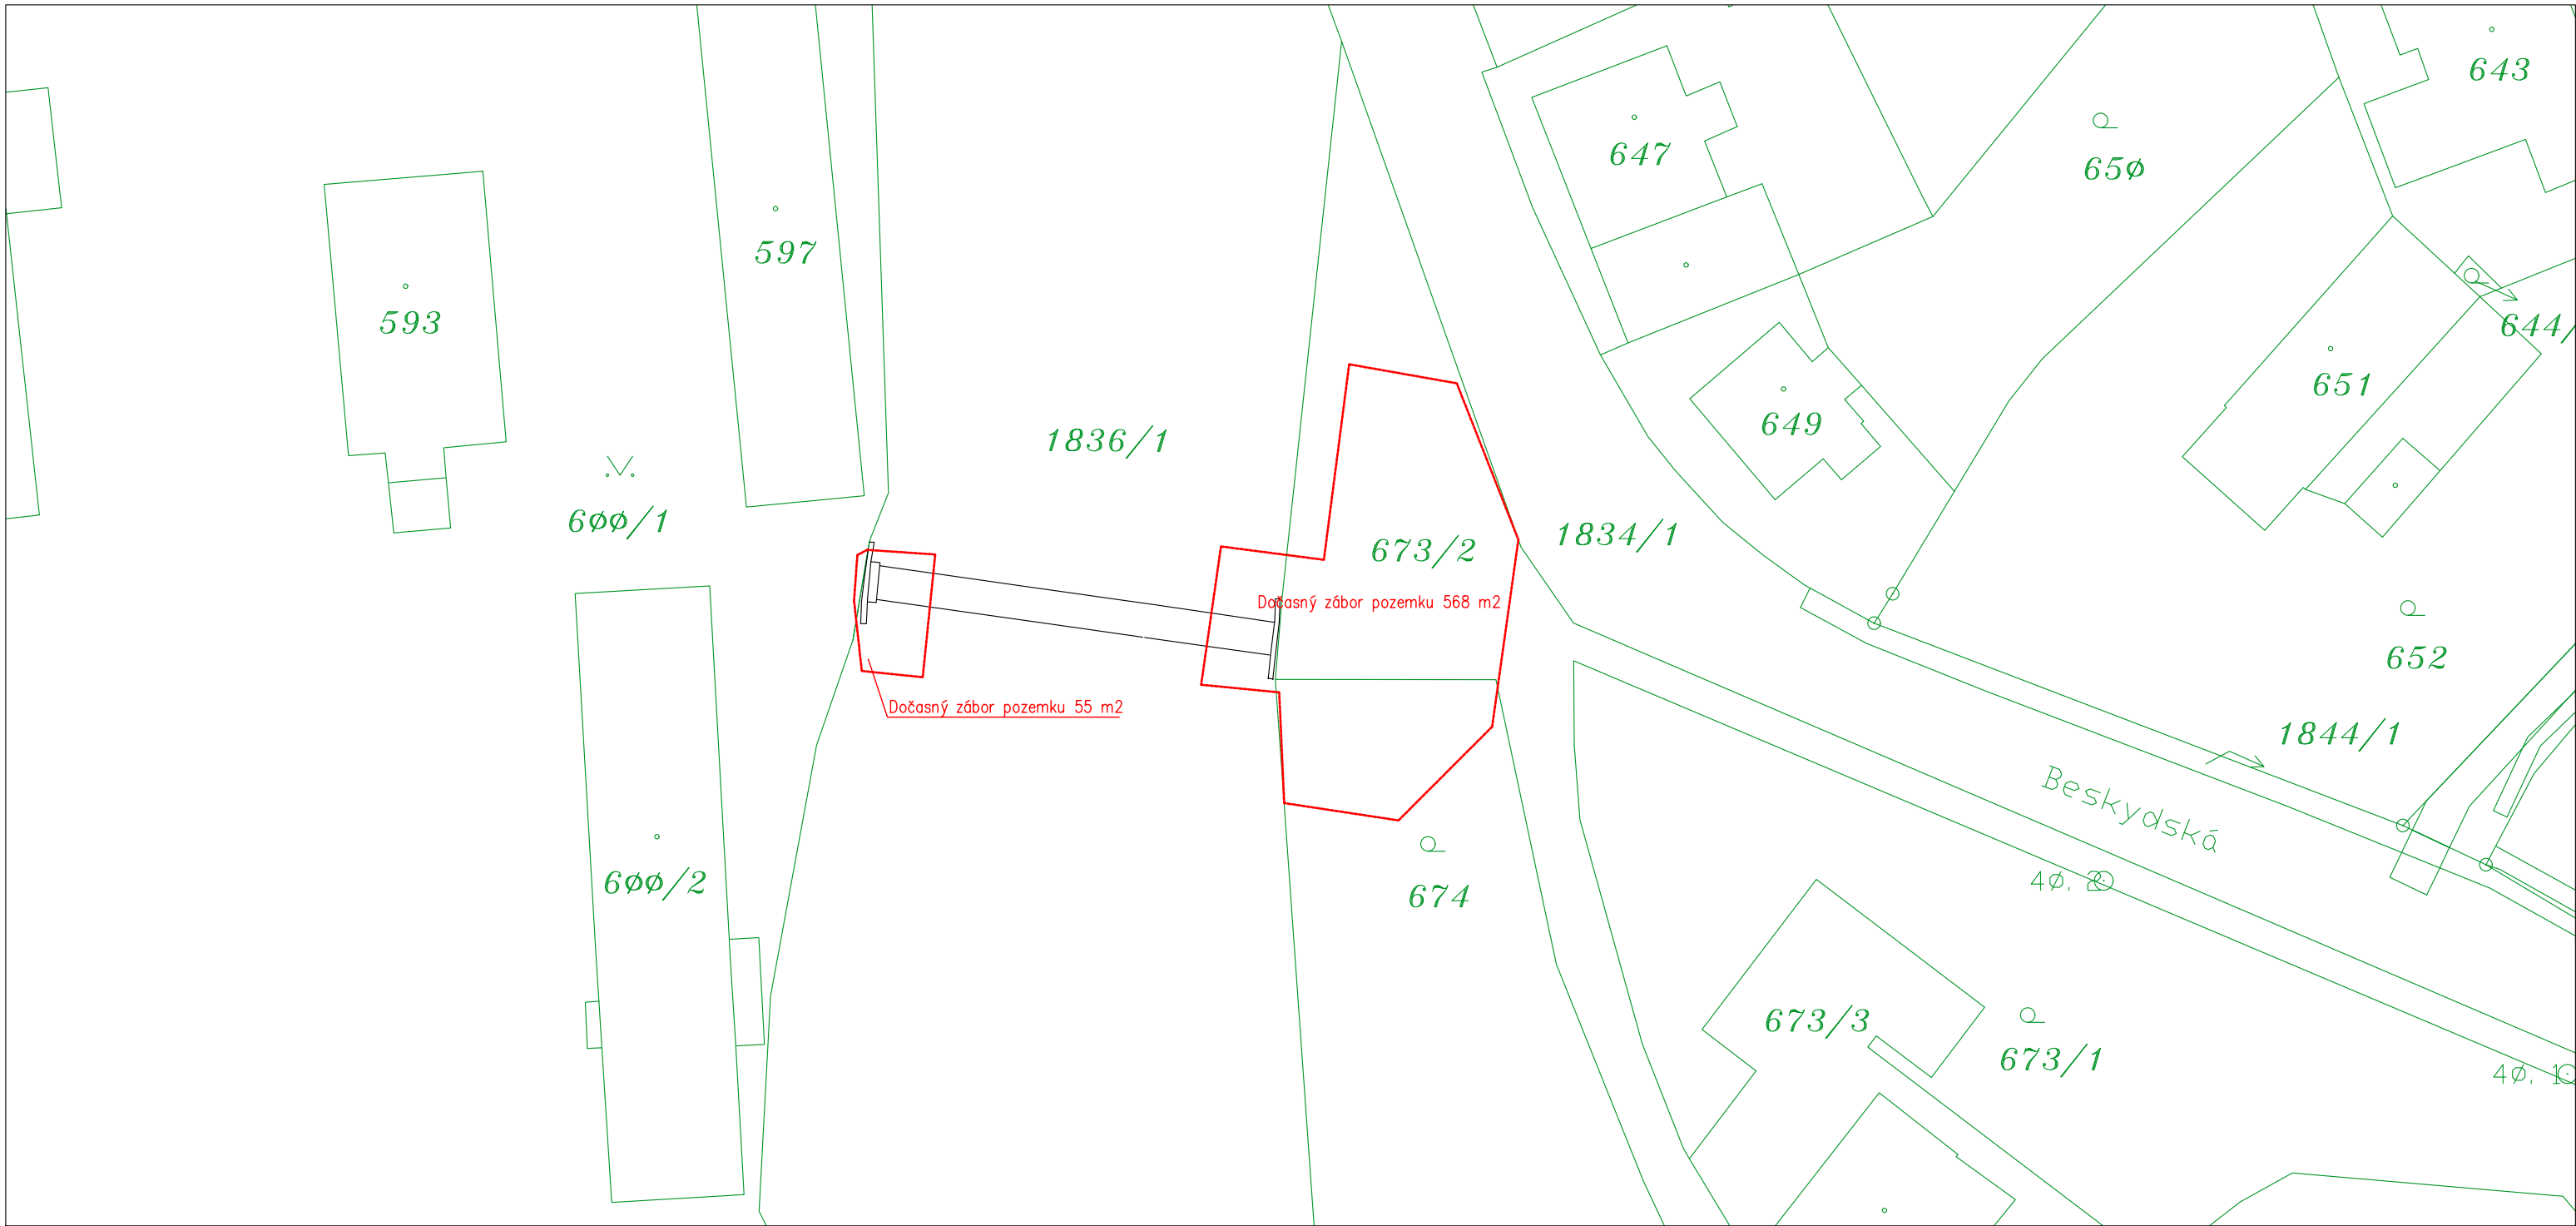 643
647
65ø
597
593
644/
651
649
1836/1
6øø/1
1834/1
673/2
Dočasný zábor pozemku 568 m2
652
Dočasný zábor pozemku 55 m2
1844/1
Beskydská
6øø/2
4ø. 2
674
673/3
673/1
4ø. 1